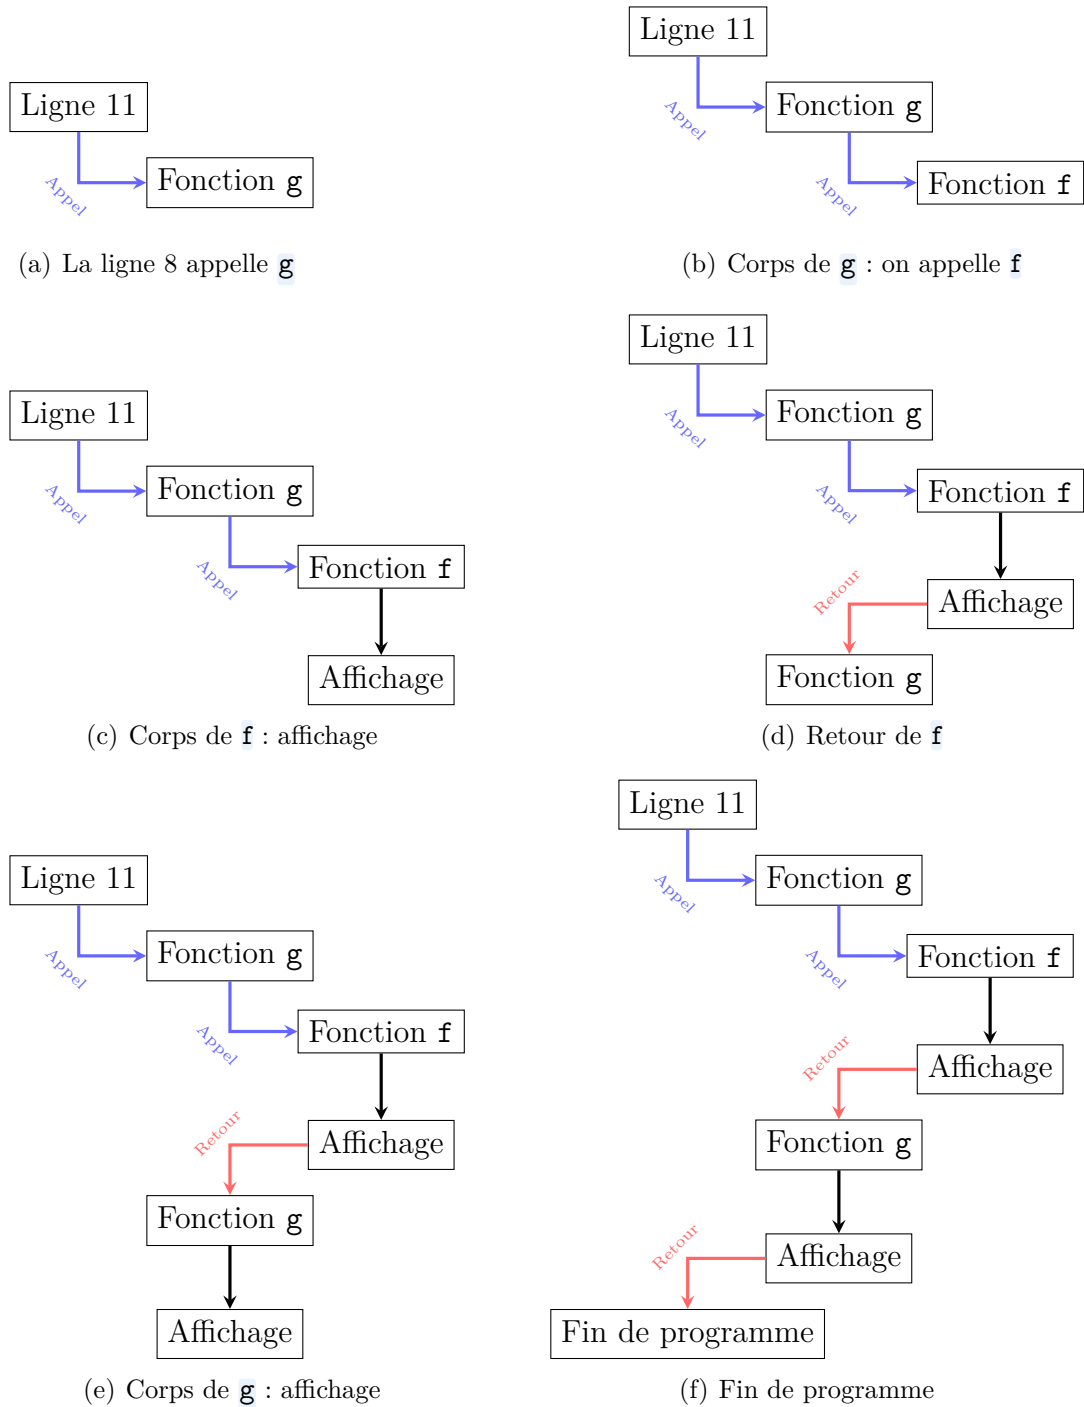 Ligne 11
Appel
Fonction g
(a) La ligne 8 appelle g
Ligne 11
Appel
Fonction g
Appel
Fonction f
(b) Corps de g : on appelle f
Ligne 11
Appel
Fonction g
Appel
Fonction f
Affichage
(c) Corps de f : affichage
Ligne 11
Appel
Fonction g
Appel
Fonction f
Affichage
Retour
Fonction g
(d) Retour de f
Ligne 11
Appel
Fonction g
Appel
Fonction f
Affichage
Retour
Fonction g
Affichage
(e) Corps de g : affichage
Ligne 11
Appel
Fonction g
Appel
Fonction f
Affichage
Retour
Fonction g
Affichage
Retour
Fin de programme
(f) Fin de programme